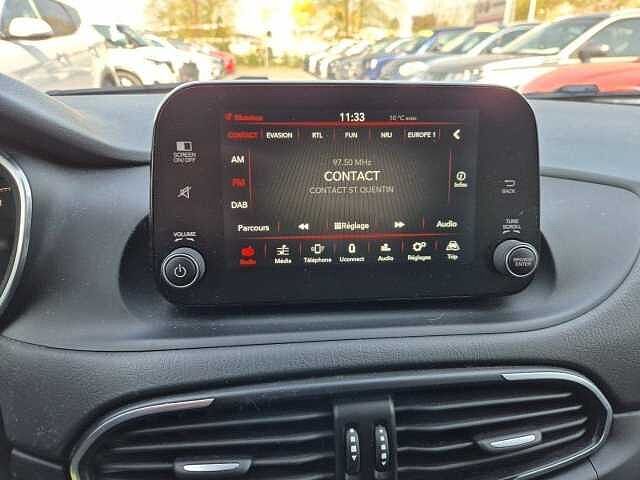 11:33
10 °C
CONTACT EVASION RTL FUN NRJ EUROPE 1
SCREEN
ON/OFF
AM
97.50 MHz
CONTACT
CONTACT ST QUENTIN
FM
DAB
Infos
BACK
Parcours Réglage Audio
VOLUME
TUNE
SCROLL
BROWSE
ENTER
Radio Média Téléphone Uconnect Audio Réglages Trip